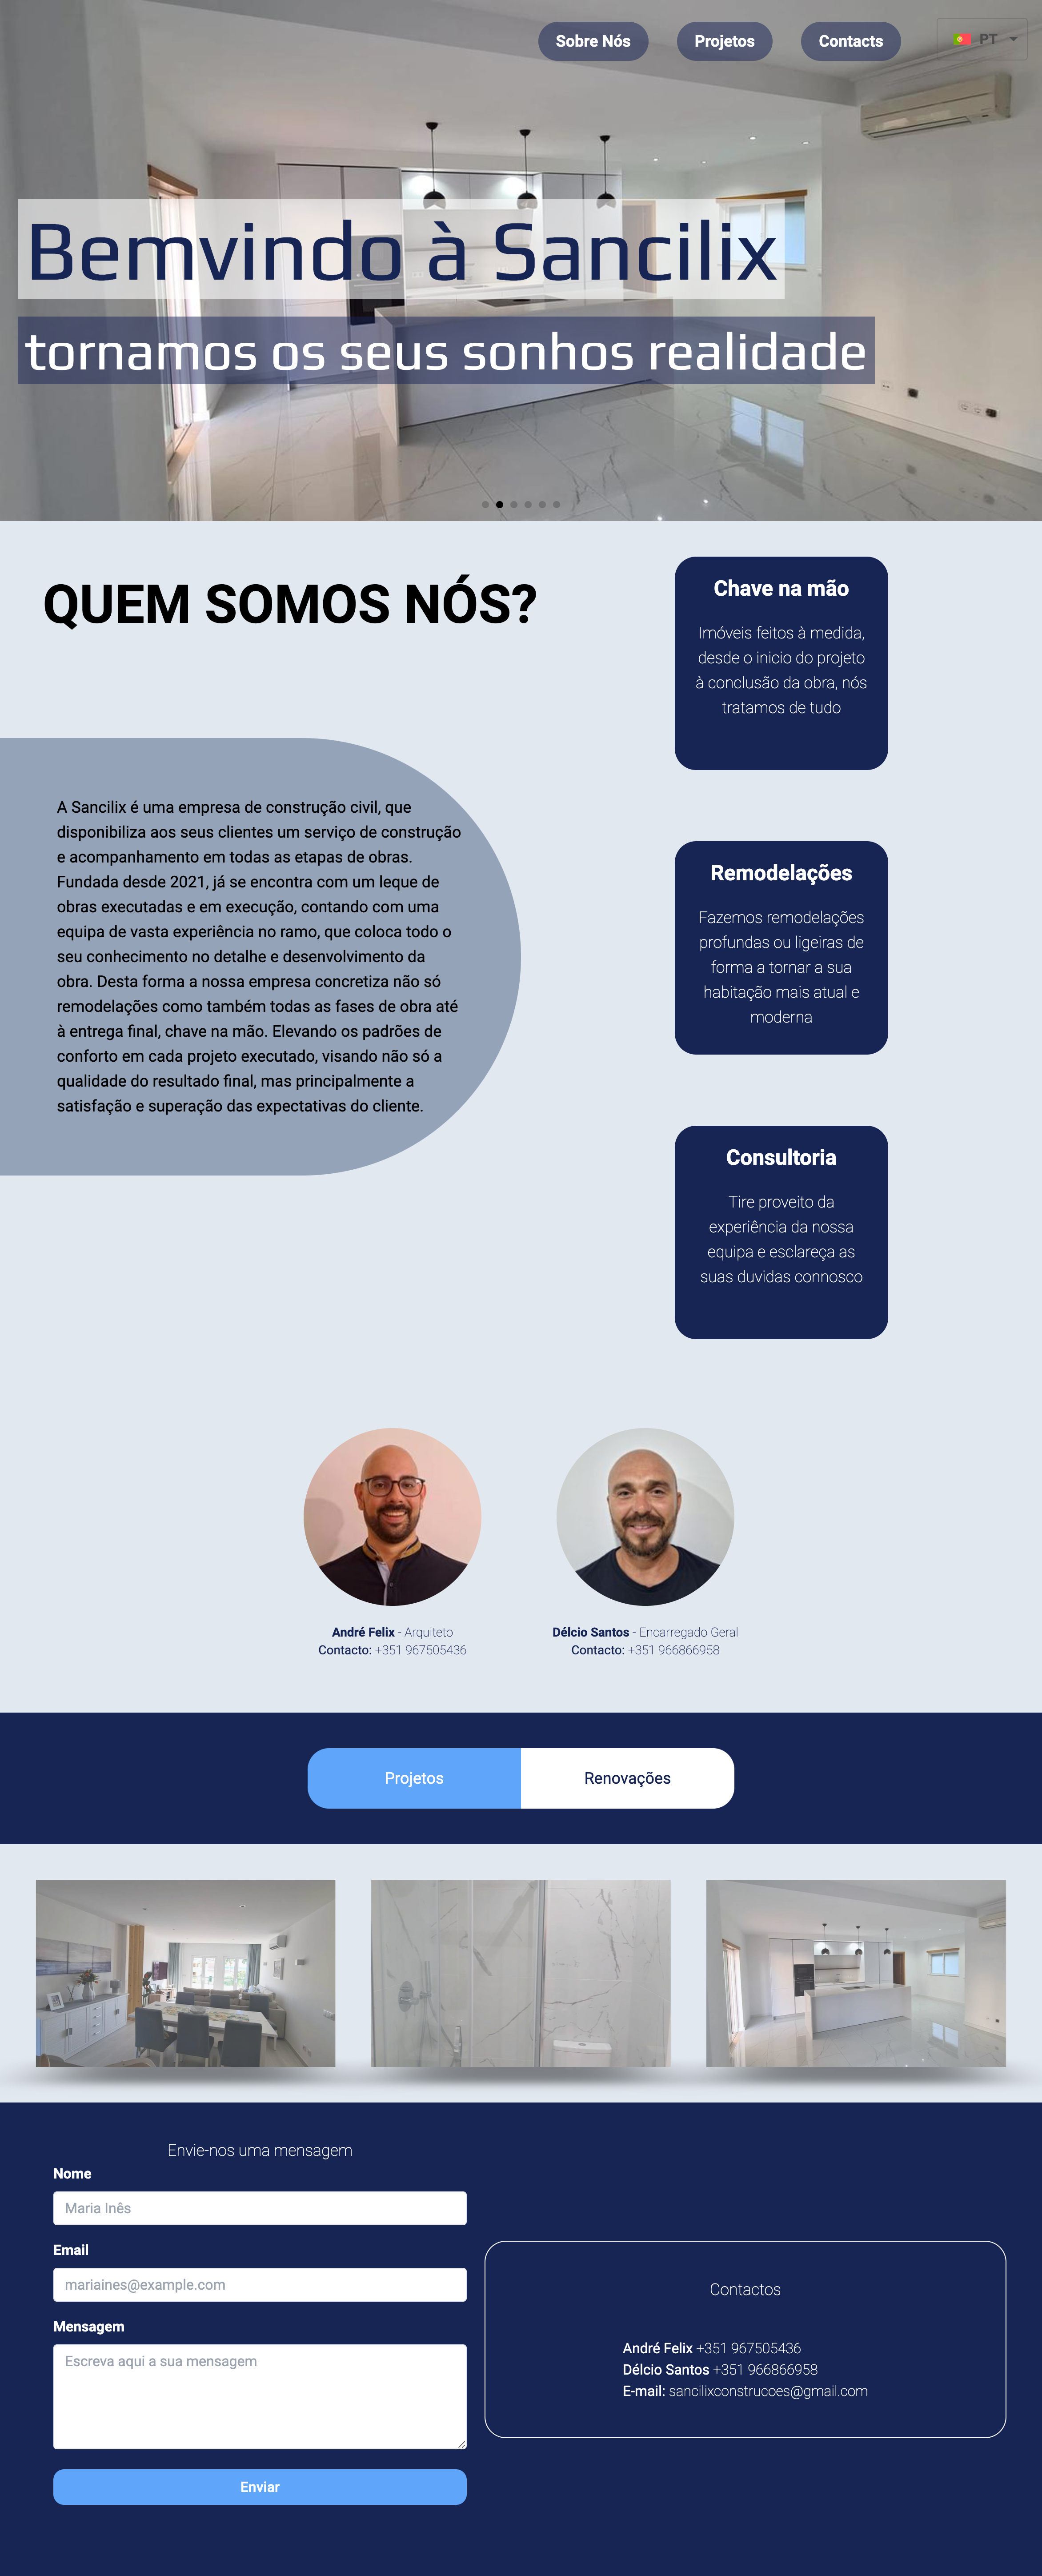 Sobre Nós
Projetos
Contacts
PT
Bemvindo à Sancilix
tornamos os seus sonhos realidade
QUEM SOMOS NÓS?
A Sancilix é uma empresa de construção civil, que
disponibiliza aos seus clientes um serviço de construção
e acompanhamento em todas as etapas de obras.
Fundada desde 2021, já se encontra com um leque de
obras executadas e em execução, contando com uma
equipa de vasta experiência no ramo, que coloca todo o
seu conhecimento no detalhe e desenvolvimento da
obra. Desta forma a nossa empresa concretiza não só
remodelações como também todas as fases de obra até
à entrega final, chave na mão. Elevando os padrões de
conforto em cada projeto executado, visando não só a
qualidade do resultado final, mas principalmente a
satisfação e superação das expectativas do cliente.
Chave na mão
Imóveis feitos à medida,
desde o inicio do projeto
à conclusão da obra, nós
tratamos de tudo
Remodelações
Fazemos remodelações
profundas ou ligeiras de
forma a tornar a sua
habitação mais atual e
moderna
Consultoria
Tire proveito da
experiência da nossa
equipa e esclareça as
suas duvidas connosco
André Felix - Arquiteto
Contacto: +351 967505436
Délcio Santos - Encarregado Geral
Contacto: +351 966866958
Projetos
Renovações
Envie-nos uma mensagem
Nome
Maria Inês
Email
mariaines@example.com
Mensagem
Escreva aqui a sua mensagem
Enviar
Contactos
André Felix +351 967505436
Délcio Santos +351 966866958
E-mail: sancilixconstrucoes@gmail.com